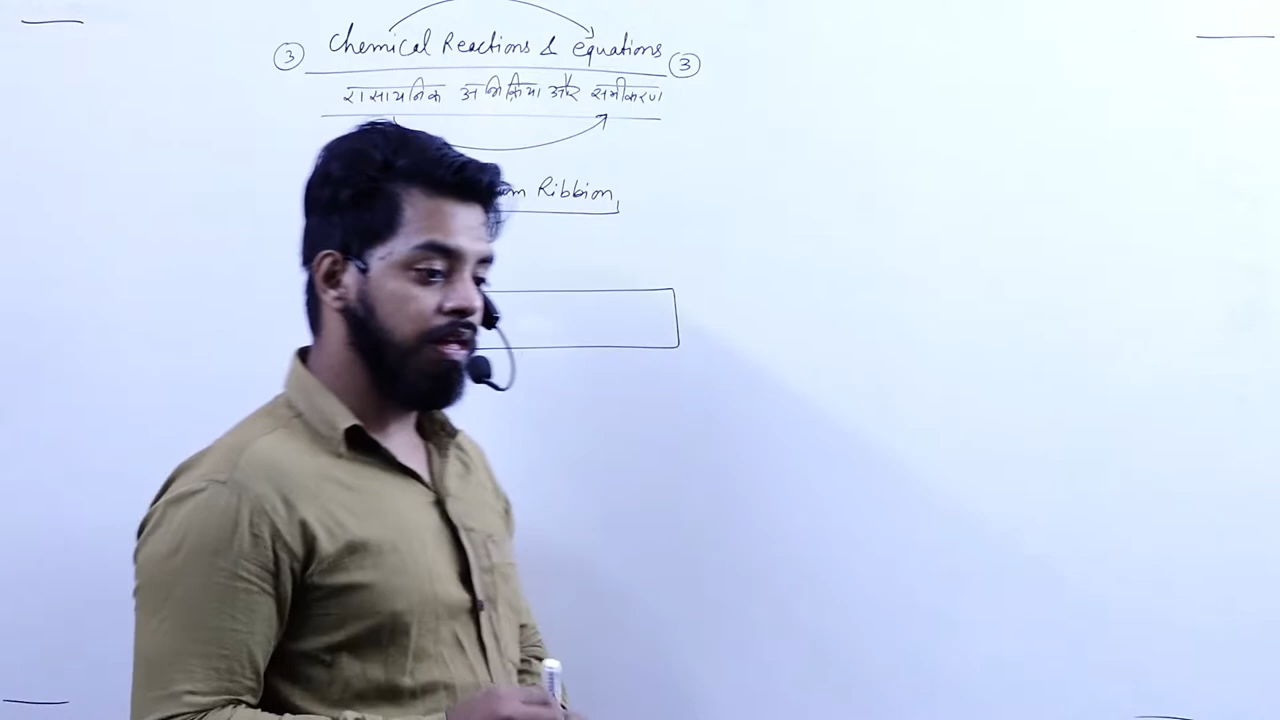 ③ Chemical Reactions & equations ③
रासायनिक अभिक्रिया और समीकरण
Ribbion